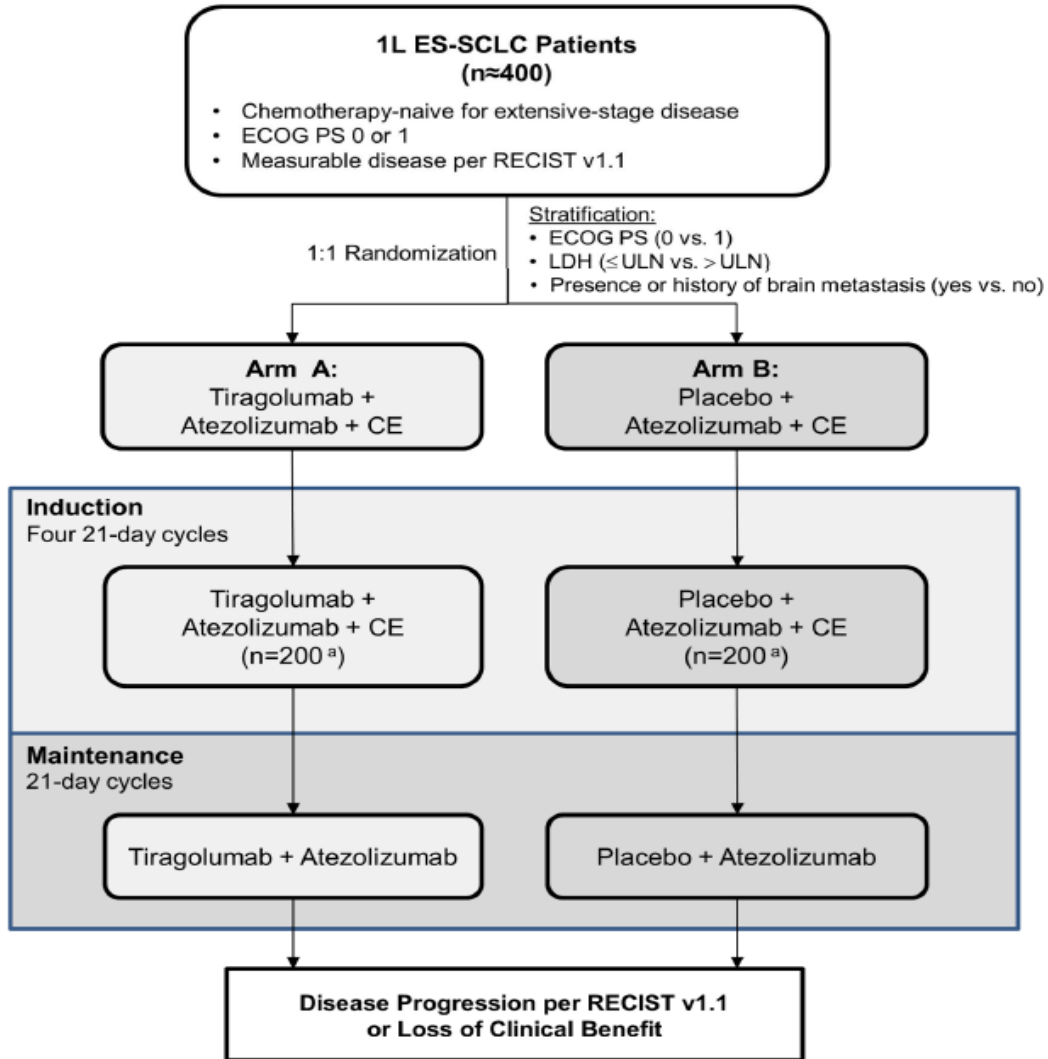 1L ES-SCLC Patients
(n≈400)
• Chemotherapy-naive for extensive-stage disease
• ECOG PS 0 or 1
• Measurable disease per RECIST v1.1
1:1 Randomization
Stratification:
• ECOG PS (0 vs. 1)
• LDH (≤ ULN vs. > ULN)
• Presence or history of brain metastasis (yes vs. no)
Arm A:
Tiragolumab +
Atezolizumab + CE
Arm B:
Placebo +
Atezolizumab + CE
Induction
Four 21-day cycles
Tiragolumab +
Atezolizumab + CE
(n=200 a)
Placebo +
Atezolizumab + CE
(n=200 a)
Maintenance
21-day cycles
Tiragolumab + Atezolizumab
Placebo + Atezolizumab
Disease Progression per RECIST v1.1
or Loss of Clinical Benefit